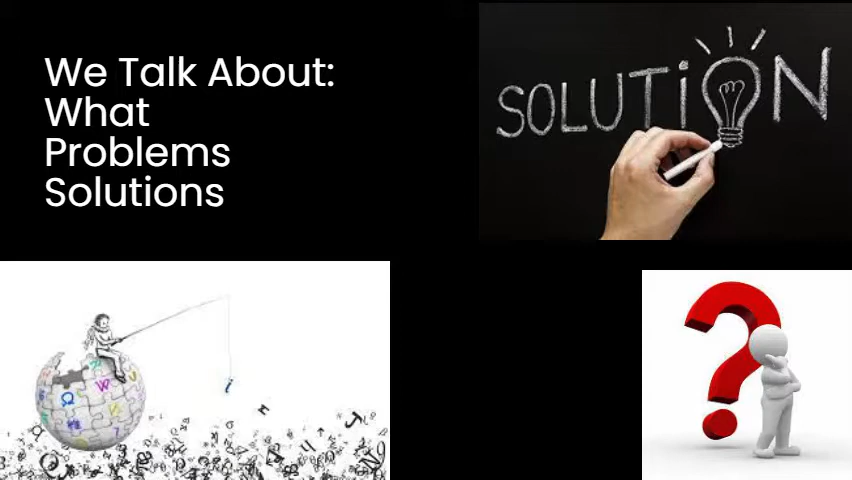 We Talk About:
What
Problems
Solutions
SOLUTiON